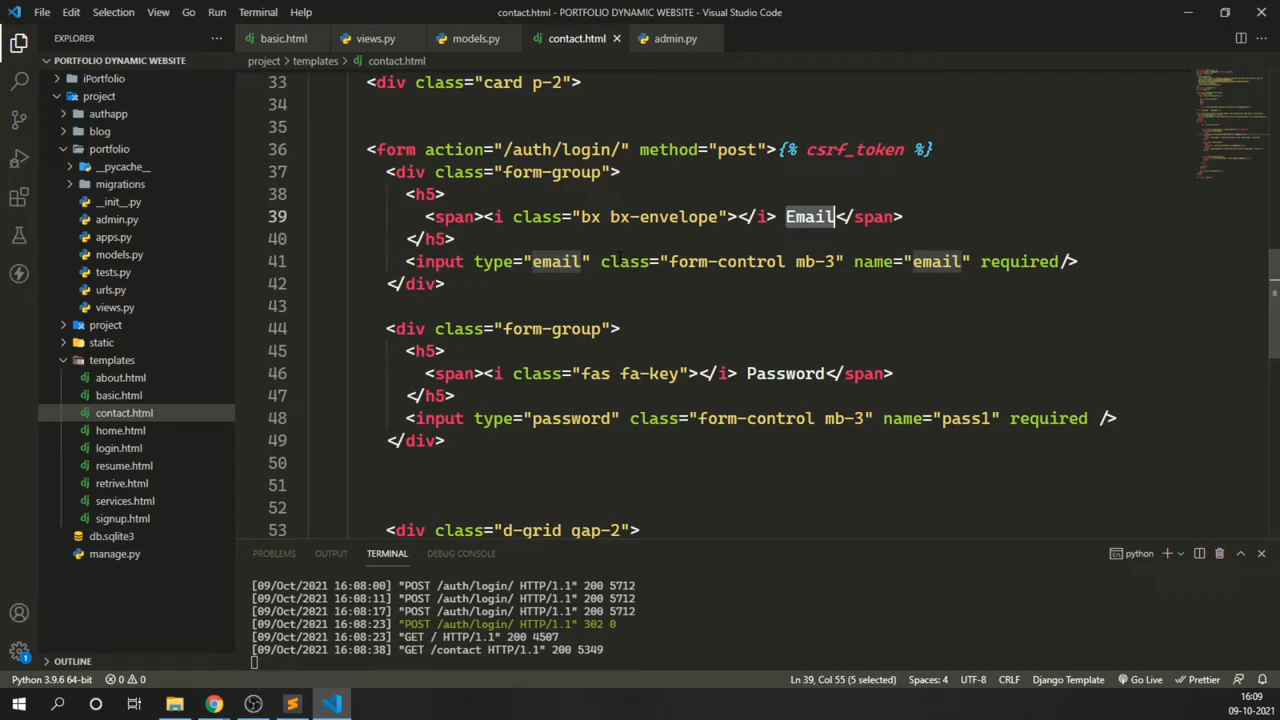 File Edit Selection View Go Run Terminal Help
contact.html - PORTFOLIO DYNAMIC WEBSITE - Visual Studio Code
EXPLORER
basic.html
views.py
models.py
contact.html
admin.py
PORTFOLIO DYNAMIC WEBSITE
project > templates > contact.html
iPortfolio
project
authapp
blog
portfolio
__pycache__
migrations
__init__.py
admin.py
apps.py
models.py
tests.py
urls.py
views.py
project
static
templates
about.html
basic.html
contact.html
home.html
login.html
resume.html
retrive.html
services.html
signup.html
db.sqlite3
manage.py
OUTLINE
33 <div class="card p-2">
34
35
36 <form action="/auth/login/" method="post">{% csrf_token %}
37 <div class="form-group">
38 <h5>
39 <span><i class="bx bx-envelope"></i> Email</span>
40 </h5>
41 <input type="email" class="form-control mb-3" name="email" required/>
42 </div>
43
44 <div class="form-group">
45 <h5>
46 <span><i class="fas fa-key"></i> Password</span>
47 </h5>
48 <input type="password" class="form-control mb-3" name="pass1" required />
49 </div>
50
51
52
53 <div class="d-grid gap-2">
PROBLEMS OUTPUT TERMINAL DEBUG CONSOLE
python
[09/Oct/2021 16:08:00] "POST /auth/login/ HTTP/1.1" 200 5712
[09/Oct/2021 16:08:11] "POST /auth/login/ HTTP/1.1" 200 5712
[09/Oct/2021 16:08:17] "POST /auth/login/ HTTP/1.1" 200 5712
[09/Oct/2021 16:08:23] "POST /auth/login/ HTTP/1.1" 302 0
[09/Oct/2021 16:08:23] "GET / HTTP/1.1" 200 4507
[09/Oct/2021 16:08:38] "GET /contact HTTP/1.1" 200 5349
1
Python 3.9.6 64-bit 0 0 Ln 39, Col 55 (5 selected) Spaces: 4 UTF-8 CRLF Django Template Go Live Prettier
16:09
09-10-2021